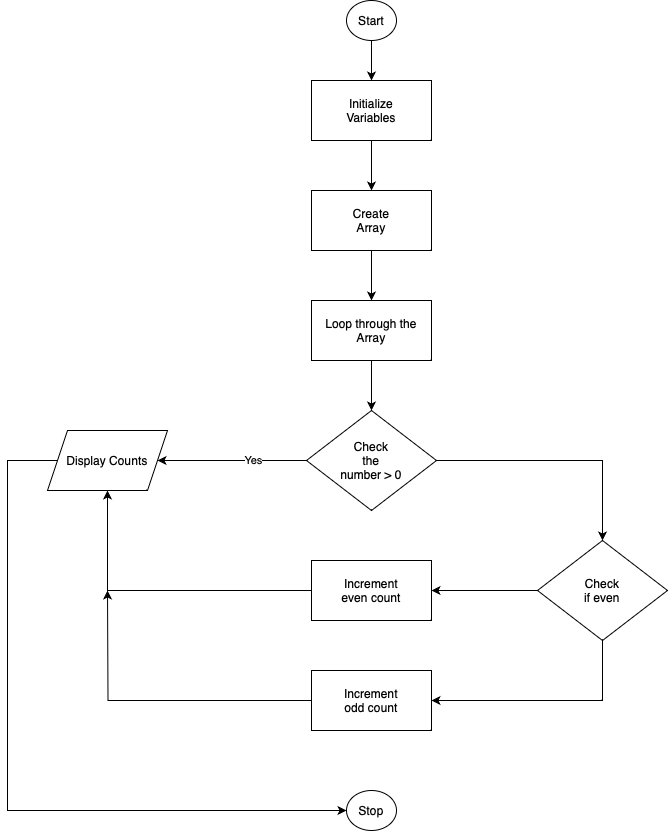 Start
Initialize
Variables
Create
Array
Loop through the
Array
Check
the
number > 0
Yes
Display Counts
Check
if even
Increment
even count
Increment
odd count
Stop